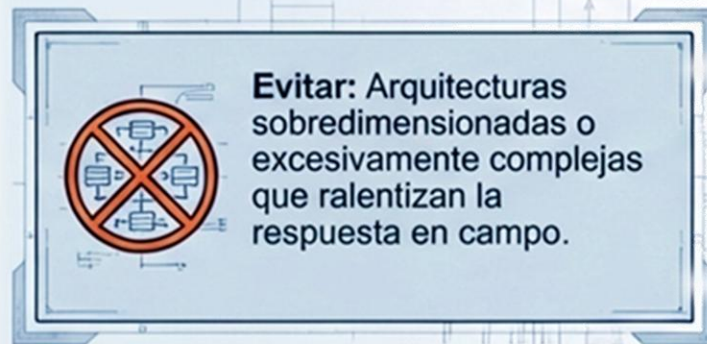 Evitar: Arquitecturas
sobredimensionadas o
excesivamente complejas
que ralentizan la
respuesta en campo.